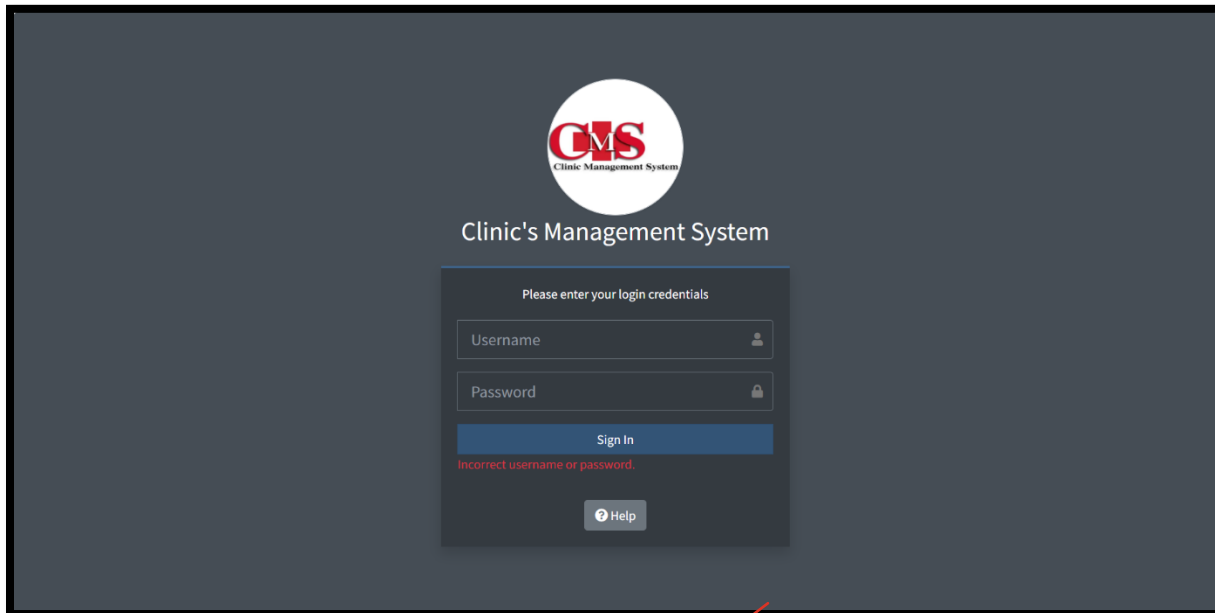 CMS
Clinic Management System
Clinic's Management System
Please enter your login credentials
Username
Password
Sign In
Incorrect username or password.
Help